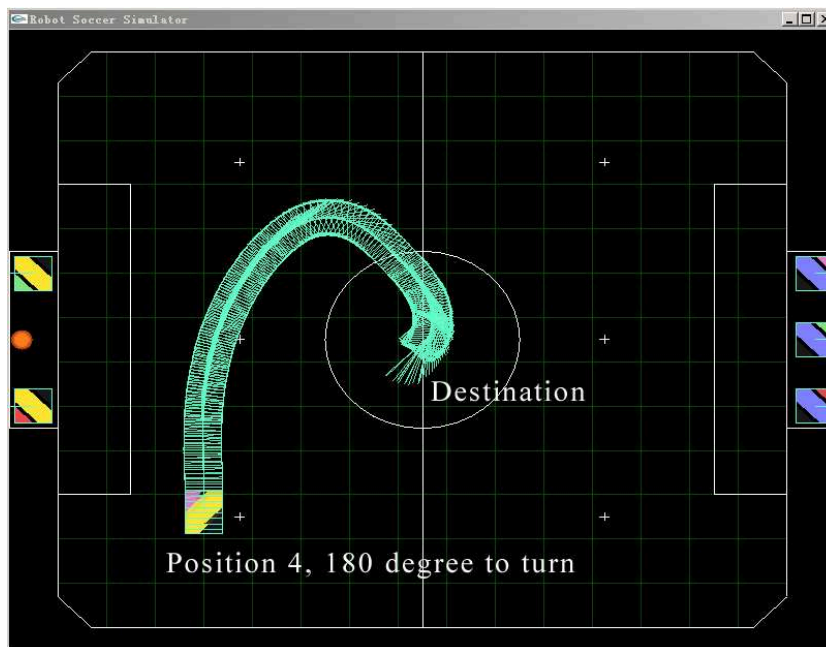 Robot Soccer Simulator
Destination
Position 4, 180 degree to turn